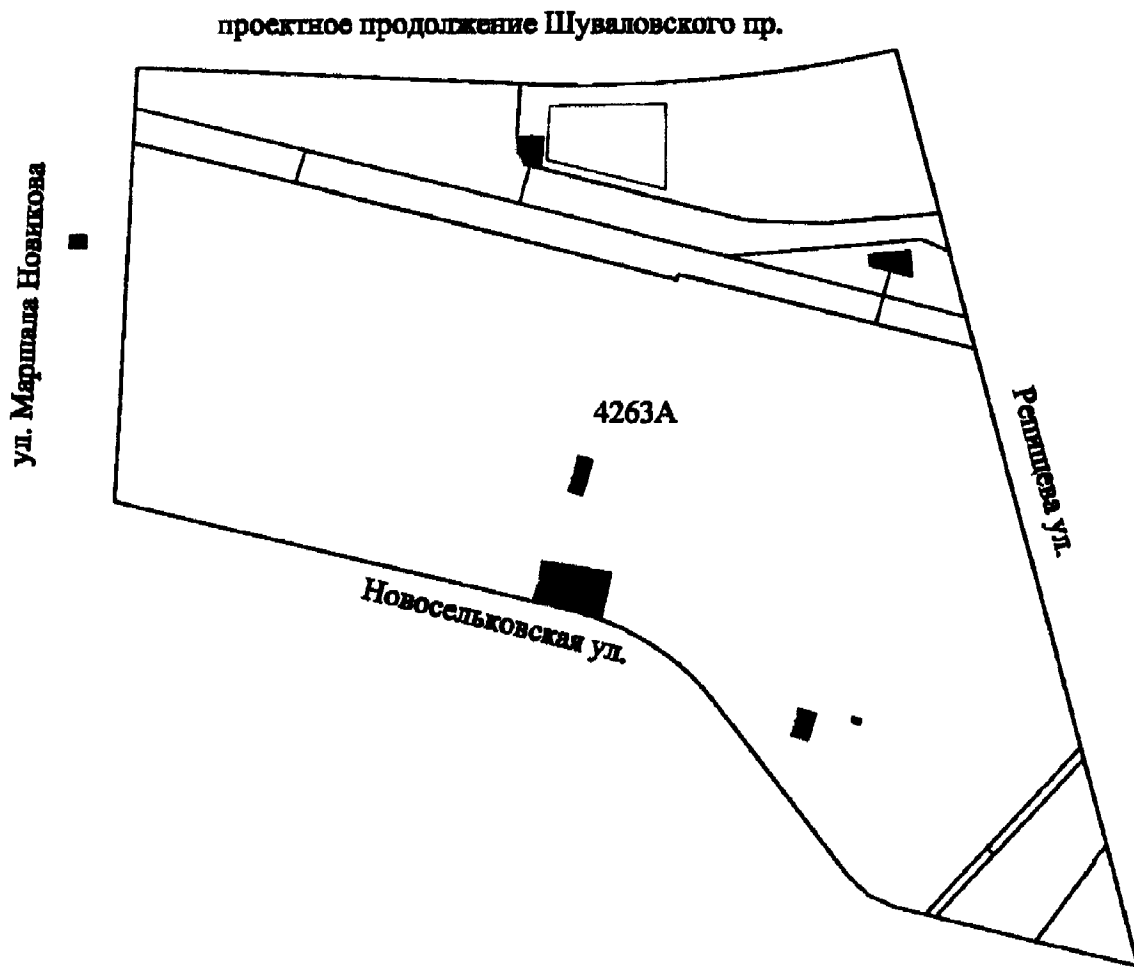 проектное продолжение Шуваловского пр.
ул. Маршала Новикова
4263А
Репищева ул.
Новосельковская ул.